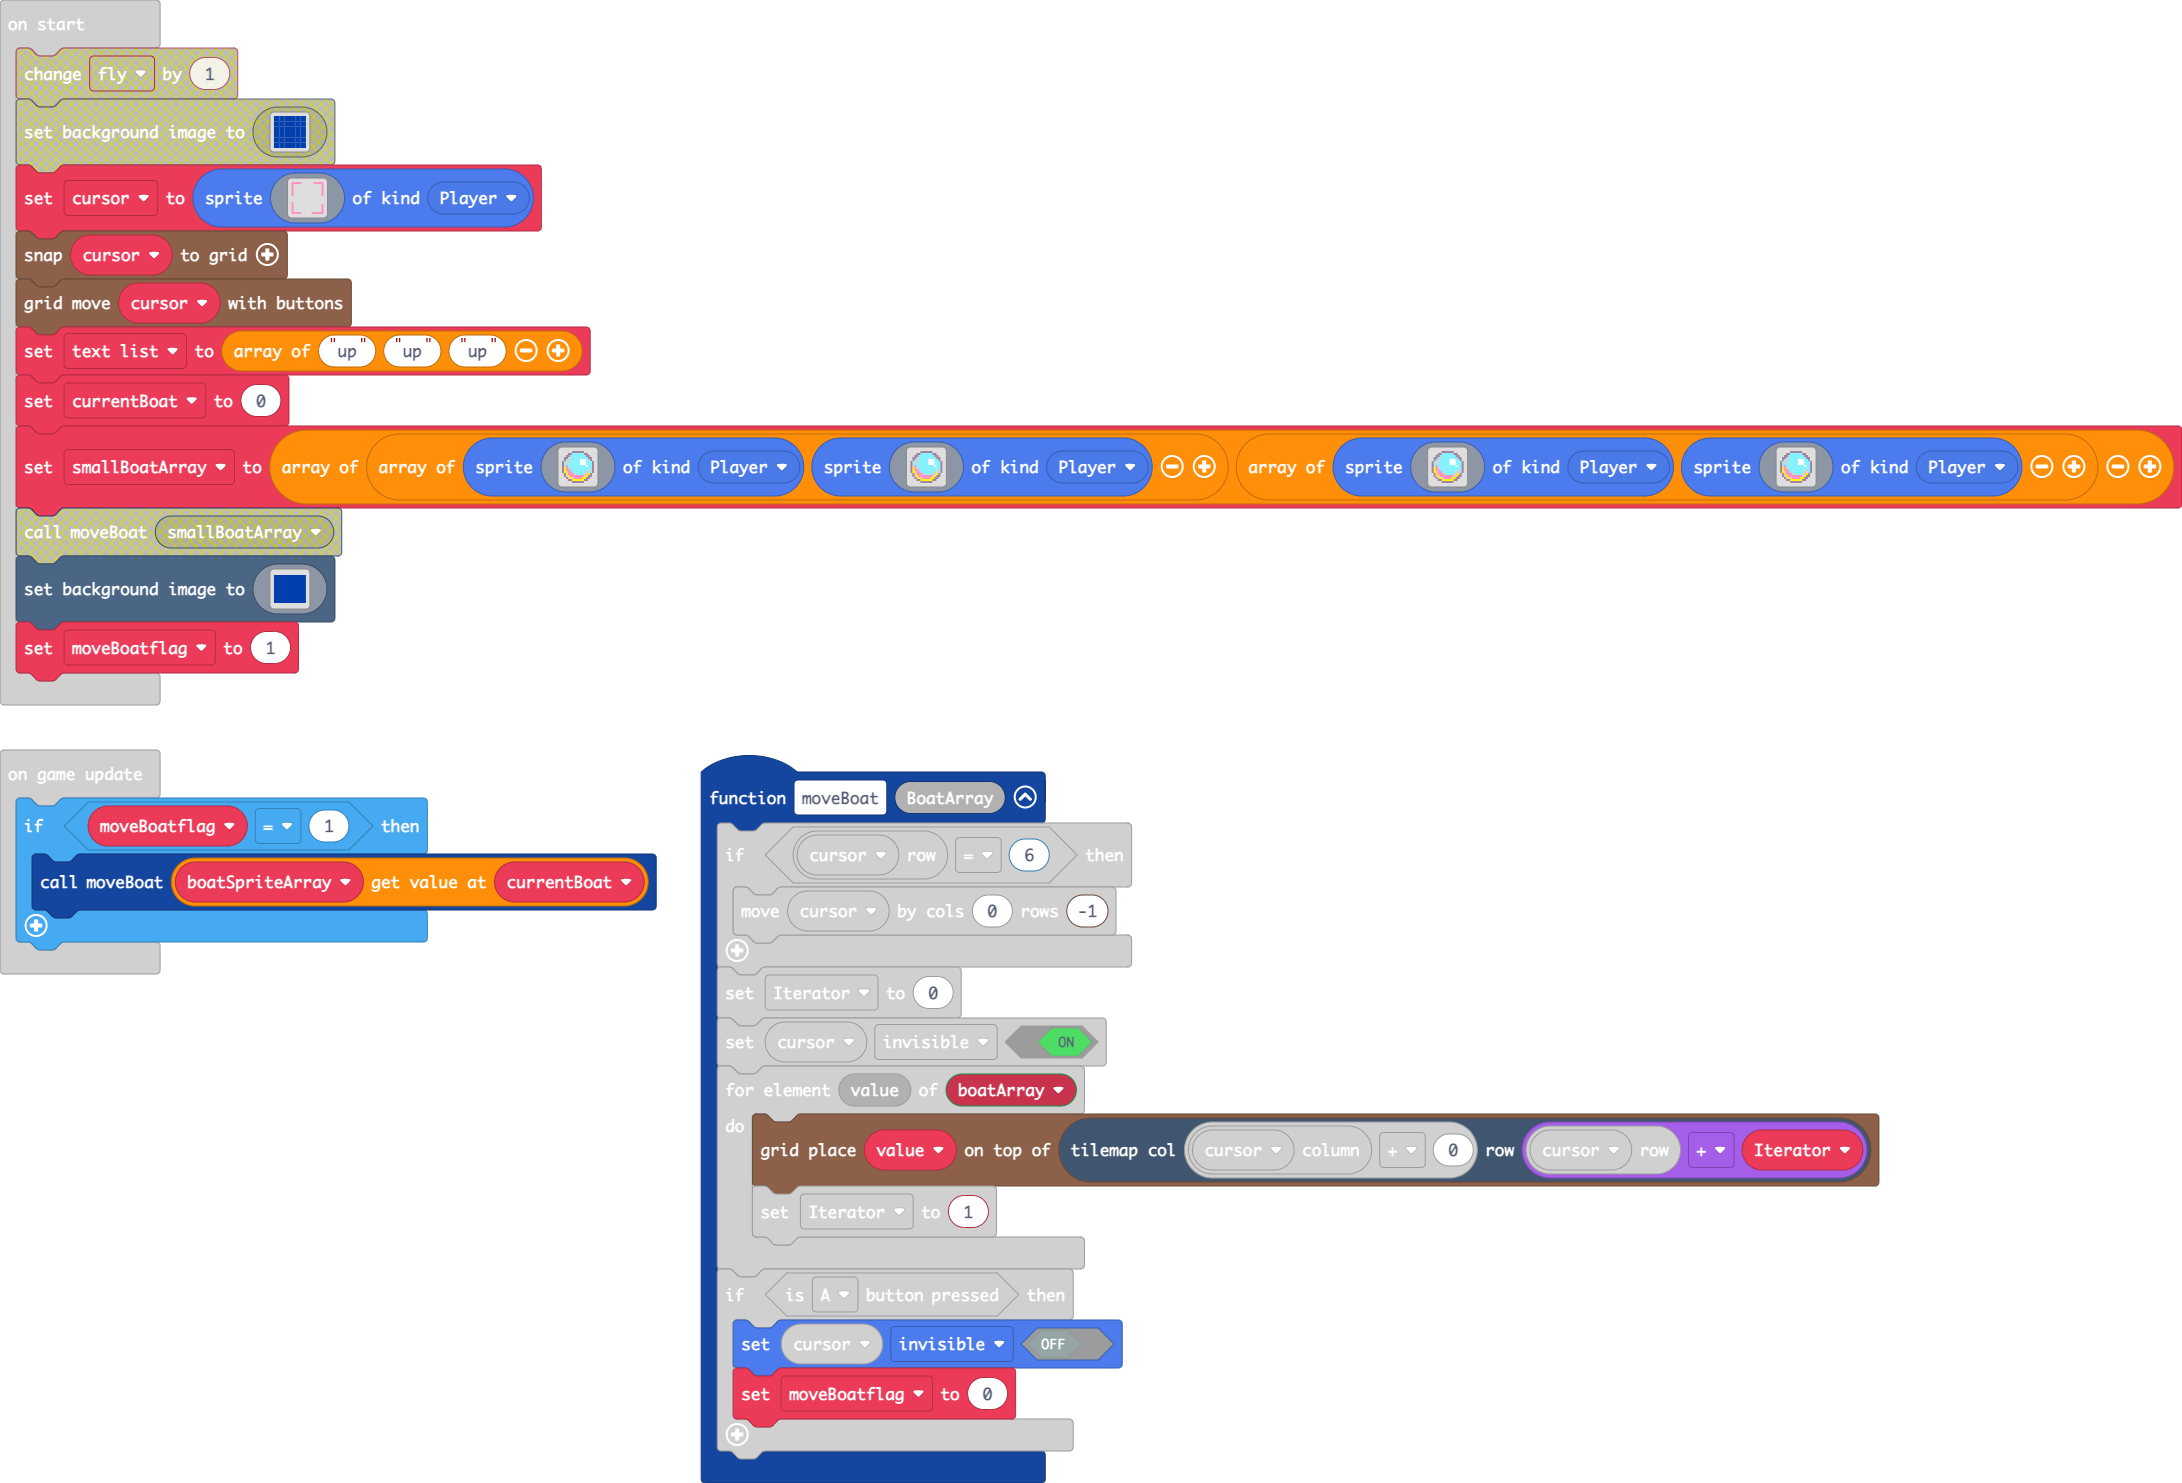 on start
change fly by 1
set background image to
set cursor to sprite of kind Player
snap cursor to grid
grid move cursor with buttons
set text list to array of "up" "up" "up"
set currentBoat to 0
set smallBoatArray to array of array of sprite of kind Player sprite of kind Player array of sprite of kind Player sprite of kind Player
call moveBoat smallBoatArray
set background image to
set moveBoatflag to 1
on game update
if moveBoatflag = 1 then
call moveBoat boatSpriteArray get value at currentBoat
function moveBoat BoatArray
if cursor row = 6 then
move cursor by cols 0 rows -1
set Iterator to 0
set cursor invisible ON
for element value of boatArray
do
grid place value on top of tilemap col cursor column + 0 row cursor row + Iterator
set Iterator to 1
if is A button pressed then
set cursor invisible OFF
set moveBoatflag to 0